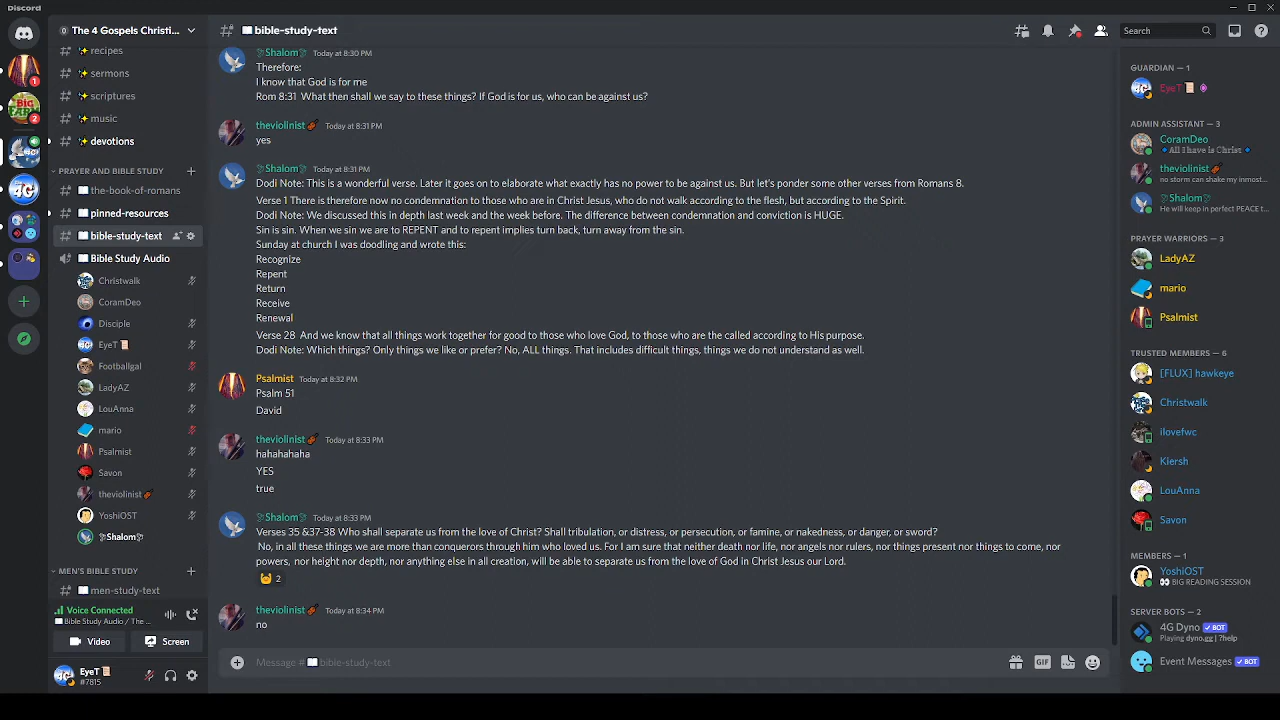 Discord
The 4 Gospels Christi...
bible-study-text
Search
recipes
sermons
scriptures
music
devotions
PRAYER AND BIBLE STUDY
the-book-of-romans
pinned-resources
bible-study-text
Bible Study Audio
Christwalk
CoramDeo
Disciple
EyeT
Footballgal
LadyAZ
LouAnna
mario
Psalmist
Savon
theviolinist
YoshiOST
Shalom
MEN'S BIBLE STUDY
men-study-text
Voice Connected
Bible Study Audio / The ...
Video
Screen
EyeT
#7815
1
BIG
2
4G
Shalom Today at 8:30 PM
Therefore:
I know that God is for me
Rom 8:31 What then shall we say to these things? If God is for us, who can be against us?
theviolinist Today at 8:31 PM
yes
Shalom Today at 8:31 PM
Dodi Note: This is a wonderful verse. Later it goes on to elaborate what exactly has no power to be against us. But let's ponder some other verses from Romans 8.
Verse 1 There is therefore now no condemnation to those who are in Christ Jesus, who do not walk according to the flesh, but according to the Spirit.
Dodi Note: We discussed this in depth last week and the week before. The difference between condemnation and conviction is HUGE.
Sin is sin. When we sin we are to REPENT and to repent implies turn back, turn away from the sin.
Sunday at church I was doodling and wrote this:
Recognize
Repent
Return
Receive
Renewal
Verse 28 And we know that all things work together for good to those who love God, to those who are the called according to His purpose.
Dodi Note: Which things? Only things we like or prefer? No, ALL things. That includes difficult things, things we do not understand as well.
Psalmist Today at 8:32 PM
Psalm 51
David
theviolinist Today at 8:33 PM
hahahahaha
YES
true
Shalom Today at 8:33 PM
Verses 35 &37-38 Who shall separate us from the love of Christ? Shall tribulation, or distress, or persecution, or famine, or nakedness, or danger, or sword?
No, in all these things we are more than conquerors through him who loved us. For I am sure that neither death nor life, nor angels nor rulers, nor things present nor things to come, nor
powers, nor height nor depth, nor anything else in all creation, will be able to separate us from the love of God in Christ Jesus our Lord.
2
theviolinist Today at 8:34 PM
no
Message # bible-study-text
GIF
GUARDIAN — 1
EyeT
ADMIN ASSISTANT — 3
CoramDeo
All I have is Christ
theviolinist
no storm can shake my inmost...
Shalom
He will keep in perfect PEACE t...
PRAYER WARRIORS — 3
LadyAZ
mario
Psalmist
TRUSTED MEMBERS — 6
[FLUX] hawkeye
Christwalk
ilovefwc
Klersh
LouAnna
Savon
MEMBERS — 1
YoshiOST
BIG READING SESSION
SERVER BOTS — 2
4G Dyno ✓ BOT
Playing dyno.gg | ?help
Event Messages ✓ BOT